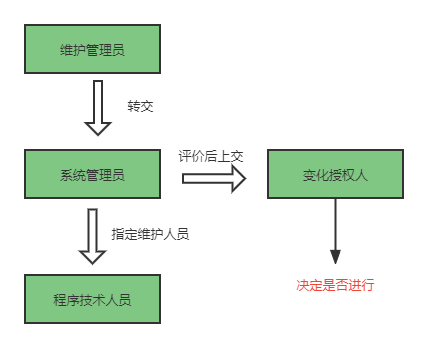 维护管理员
转交
评价后上交
系统管理员
变化授权人
指定维护人员
决定是否进行
程序技术人员